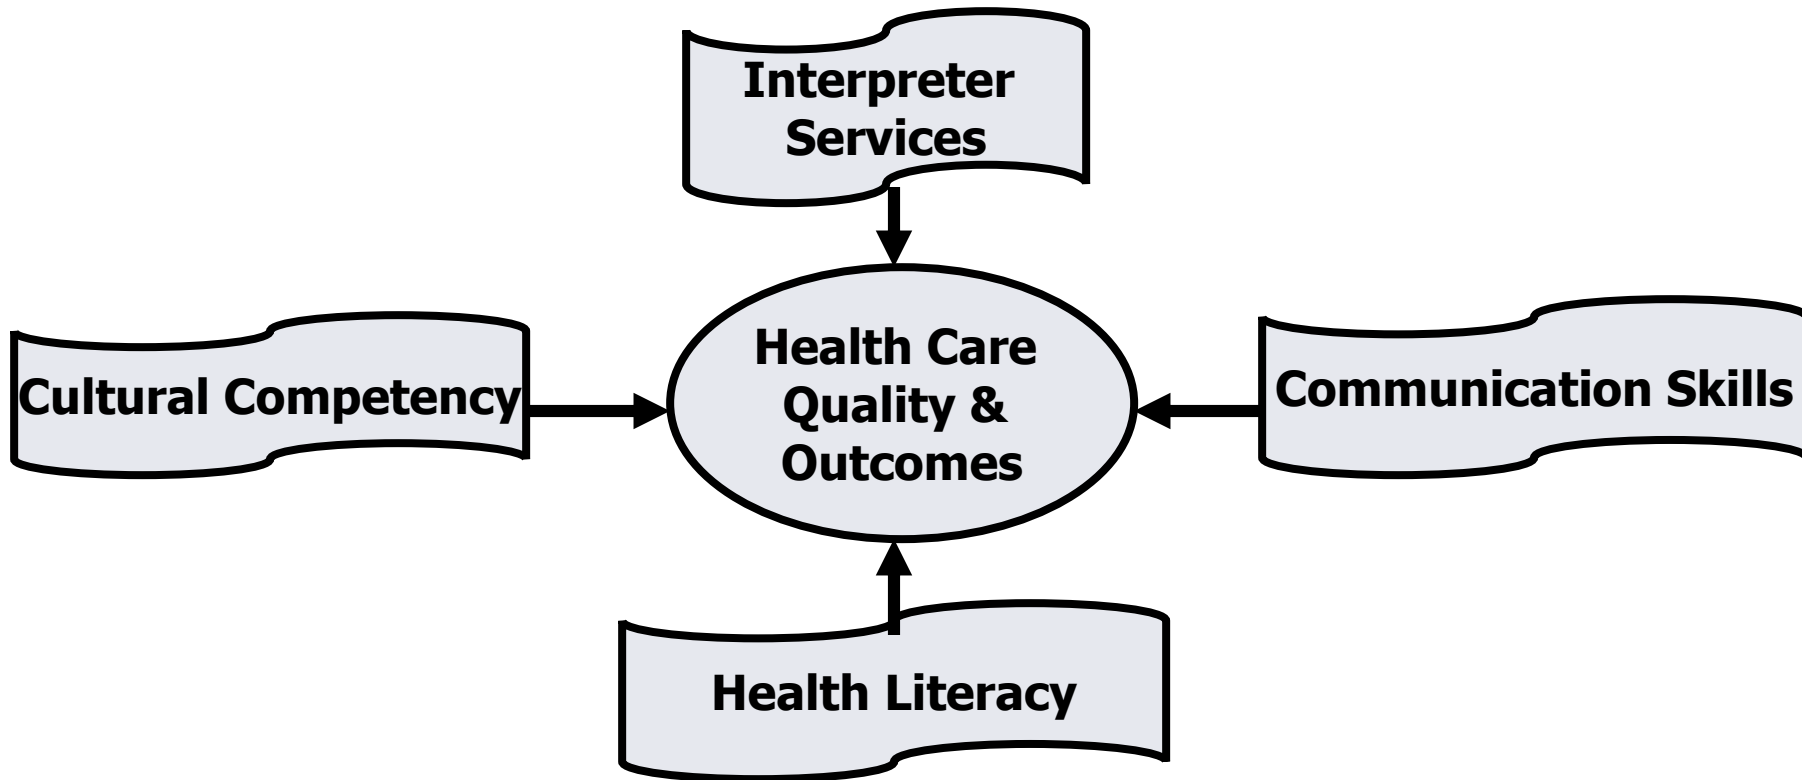 Interpreter
Services
Cultural Competency
Health Care
Quality &
Outcomes
Communication Skills
Health Literacy